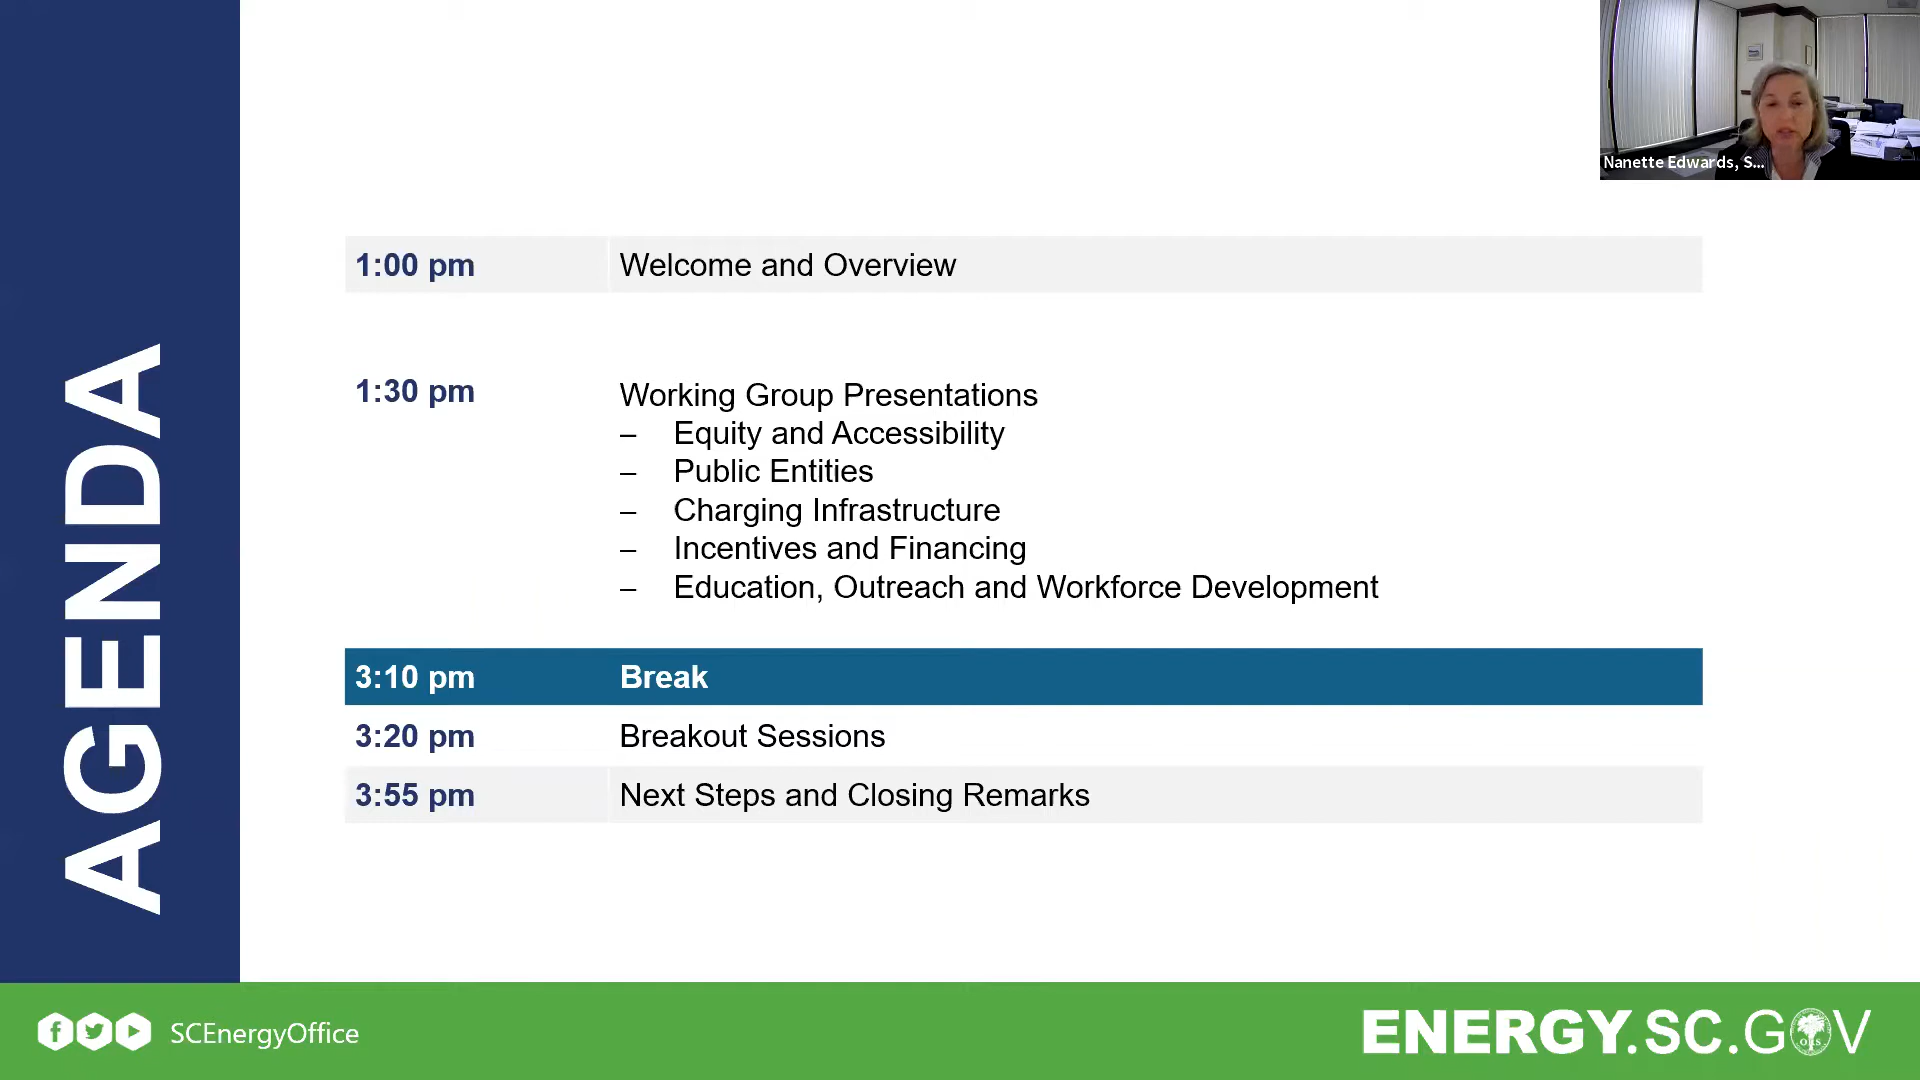 Nanette Edwards, S...
AGENDA
1:00 pm Welcome and Overview
1:30 pm Working Group Presentations
– Equity and Accessibility
– Public Entities
– Charging Infrastructure
– Incentives and Financing
– Education, Outreach and Workforce Development
3:10 pm Break
3:20 pm Breakout Sessions
3:55 pm Next Steps and Closing Remarks
SCEnergyOffice
ENERGY.SC.GOV